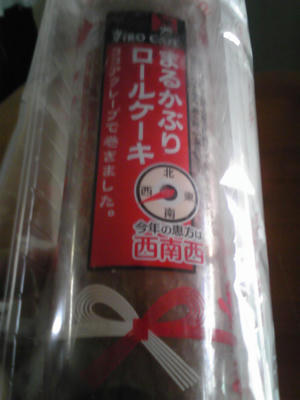 まるかぶり
ロールケーキ
ココアクレープで巻きました。
北
西
東
南
今年の恵方は
西南西